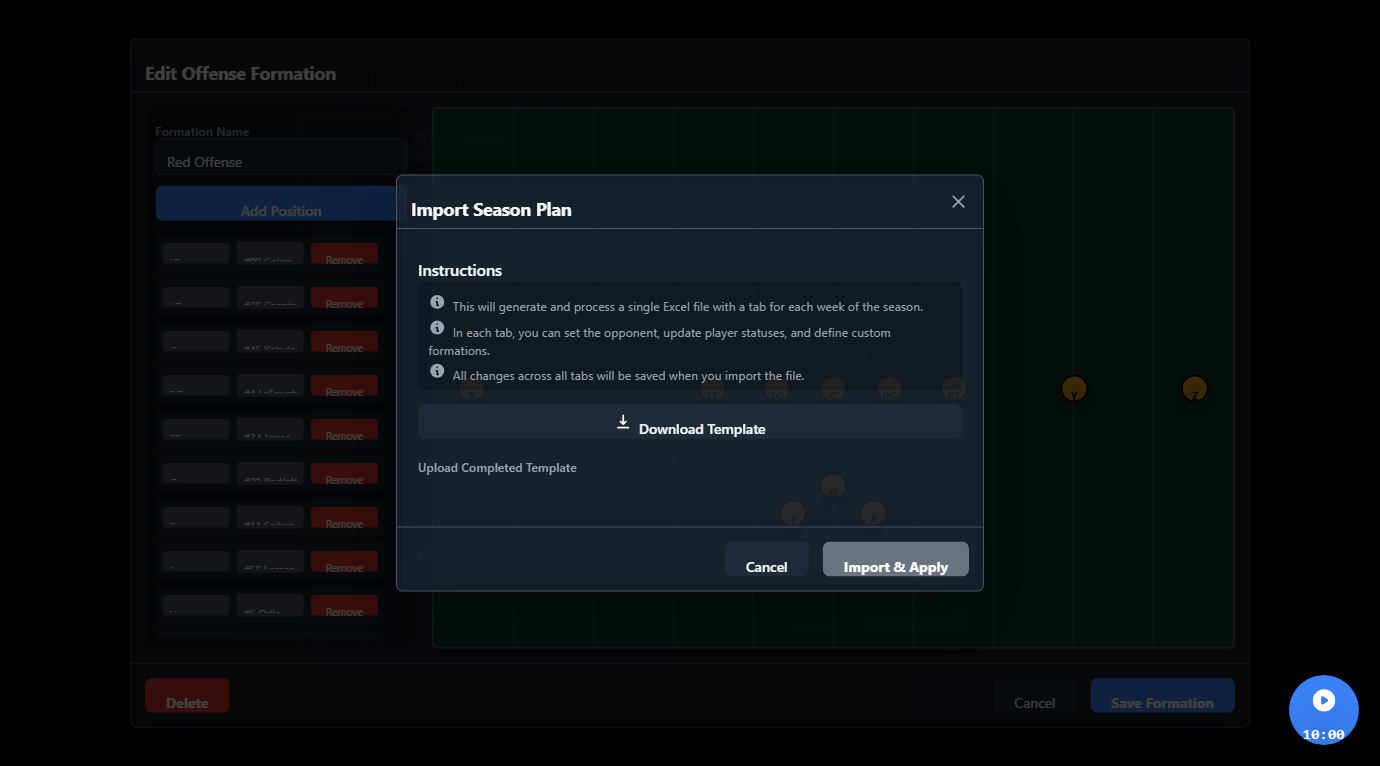 Edit Offense Formation
Formation Name
Red Offense
Add Position
Import Season Plan
Instructions
This will generate and process a single Excel file with a tab for each week of the season.
In each tab, you can set the opponent, update player statuses, and define custom
formations.
All changes across all tabs will be saved when you import the file.
Download Template
Upload Completed Template
Cancel
Import & Apply
Remove
Remove
Remove
Remove
Remove
Remove
Remove
Remove
Remove
Y
Z
Delete
Cancel
Save Formation
10:00